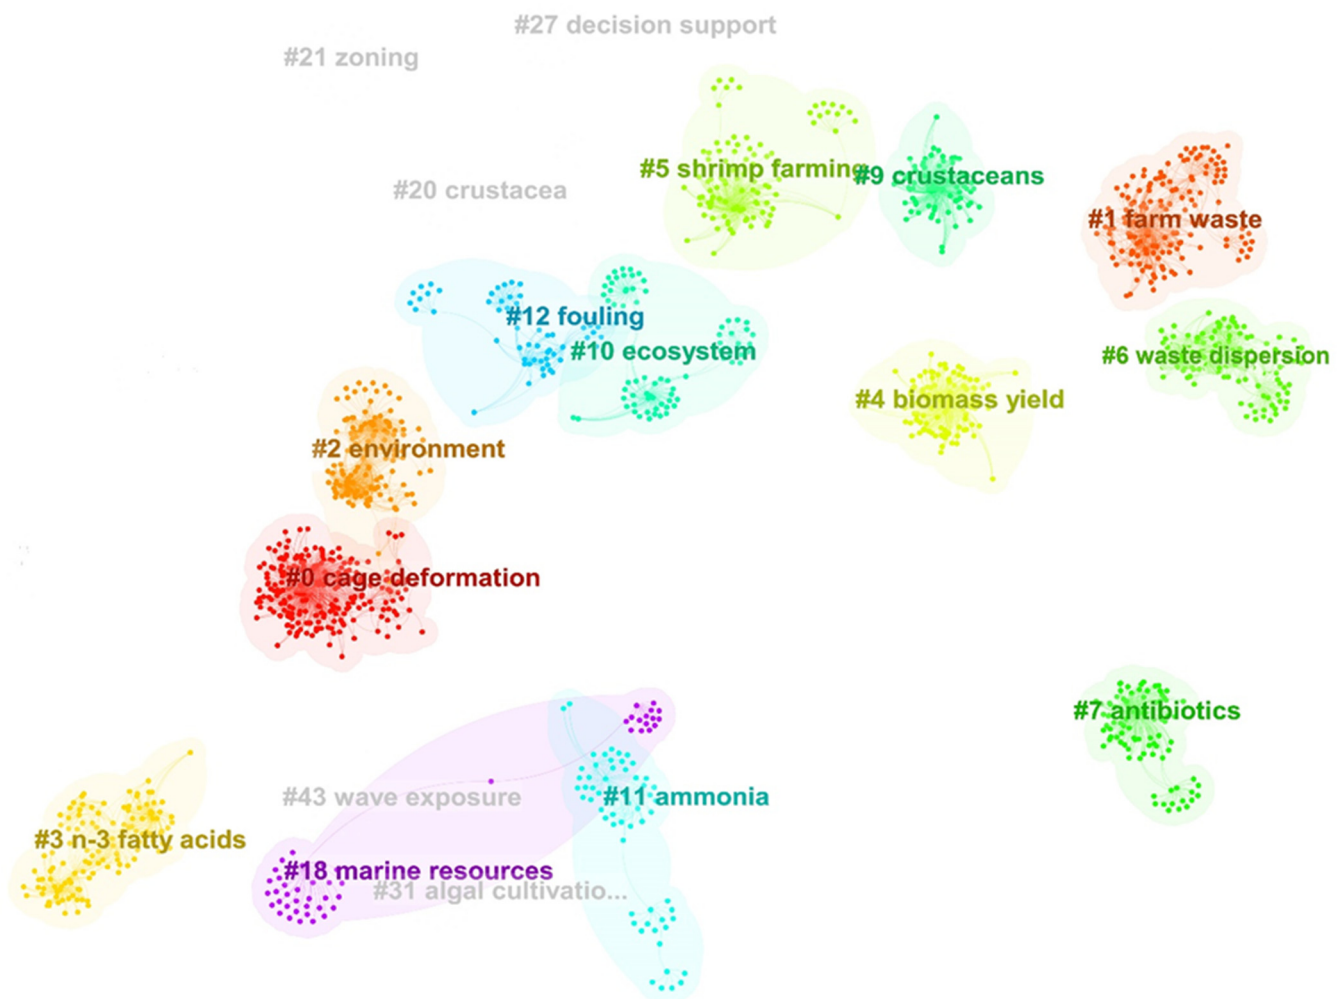 #27 decision support
#21 zoning
#5 shrimp farming
#9 crustaceans
#20 crustacea
#1 farm waste
#12 fouling
#10 ecosystem
#6 waste dispersion
#4 biomass yield
#2 environment
#0 cage deformation
#7 antibiotics
#43 wave exposure
#11 ammonia
#3 n-3 fatty acids
#18 marine resources
#31 algal cultivatio...